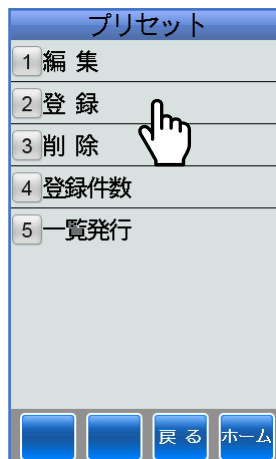 プリセット
1 編 集
2 登 録
3 削 除
4 登録件数
5 一覧発行
戻 る ホーム